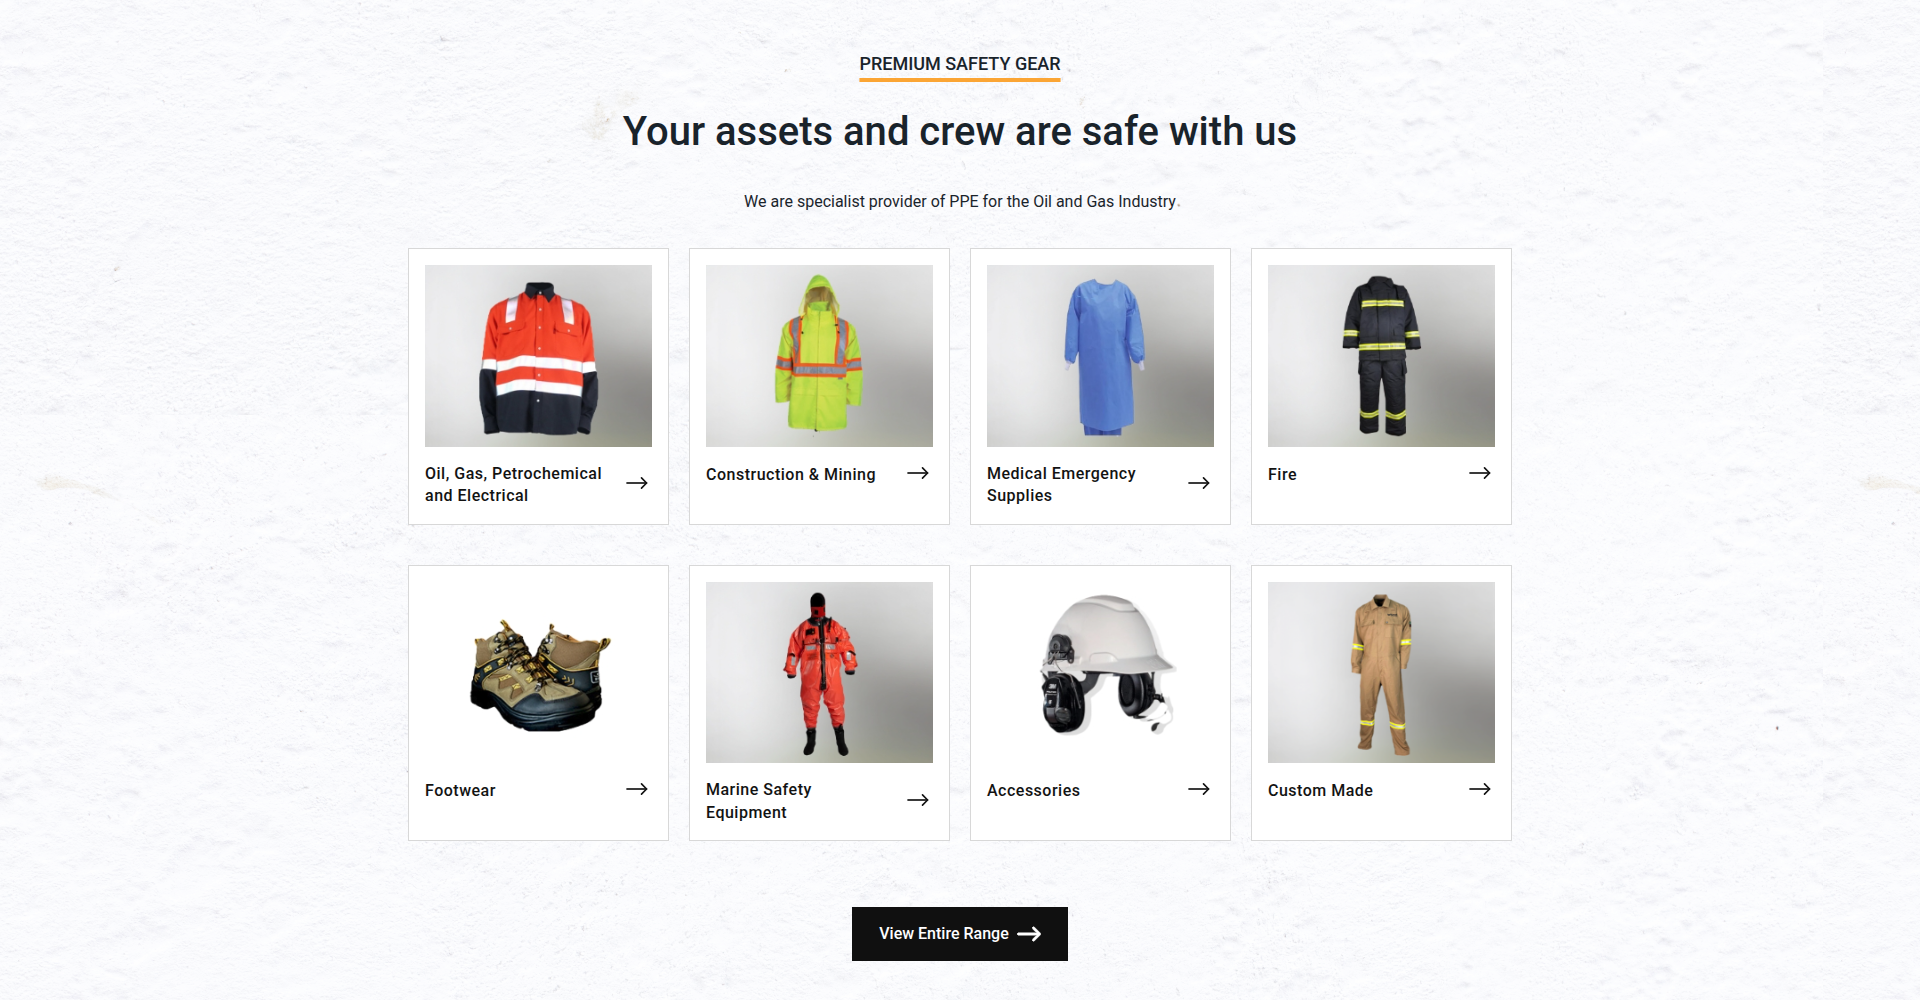 PREMIUM SAFETY GEAR
Your assets and crew are safe with us
We are specialist provider of PPE for the Oil and Gas Industry.
Oil, Gas, Petrochemical
and Electrical
Construction & Mining
Medical Emergency
Supplies
Fire
Footwear
Marine Safety
Equipment
Accessories
Custom Made
View Entire Range